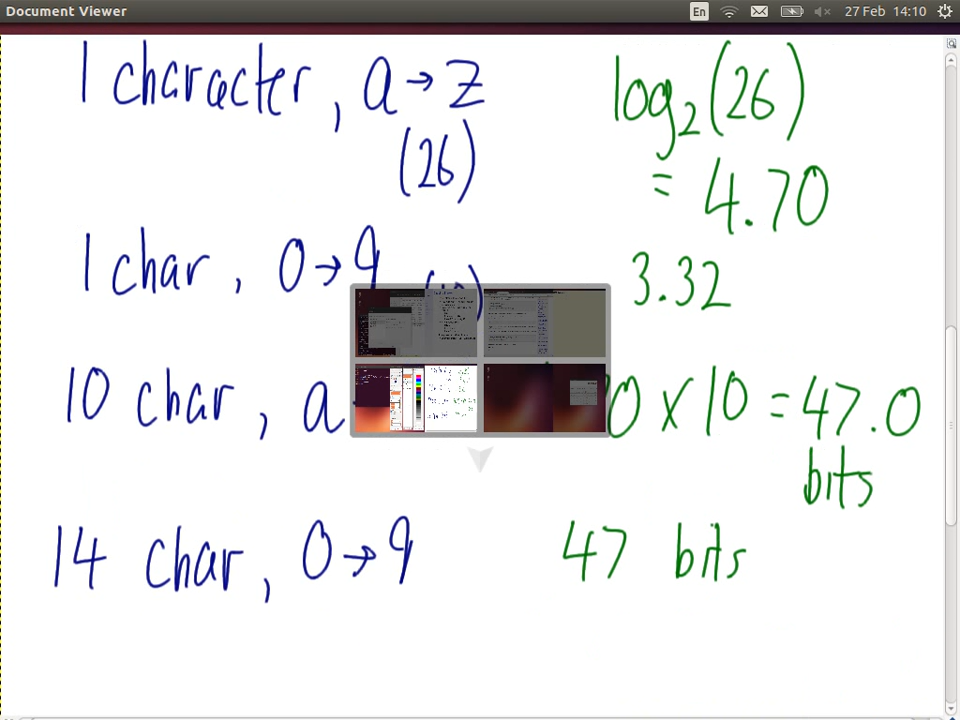 Document Viewer En 27 Feb 14:10
1 character, a→z log₂(26)
(26) = 4.70
1 char, 0→9 3.32
10 char, a 0 x 10 = 47.0
bits
14 char, 0→9 47 bits